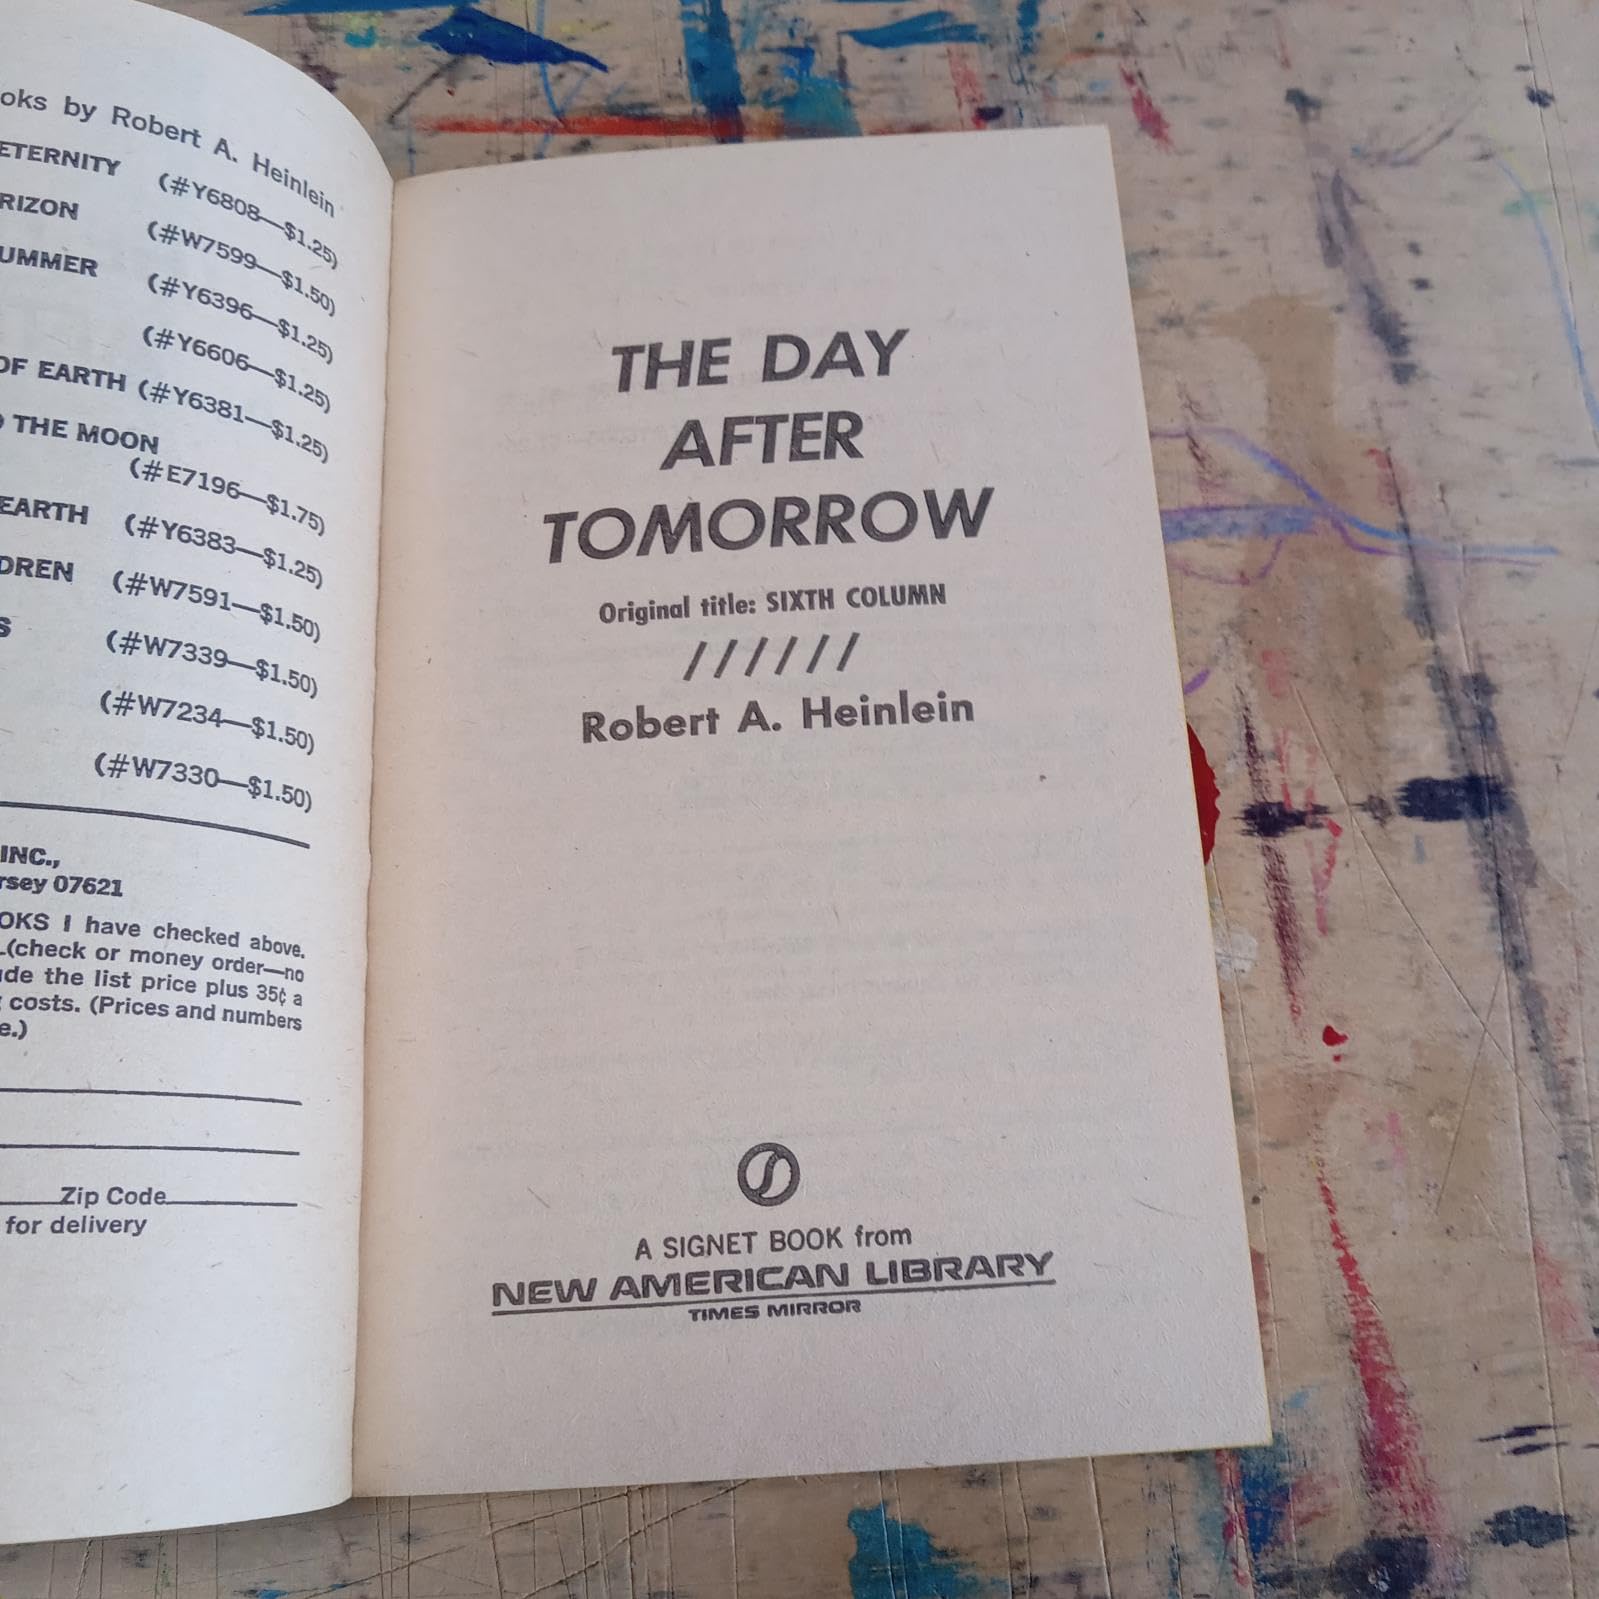 oks by Robert A. Heinlein
ETERNITY (#Y6808—$1.25)
RIZON (#W7599—$1.50)
UMMER (#Y6396—$1.25)
(#Y6606—$1.25)
OF EARTH (#Y6381—$1.25)
THE MOON
(#E7196—$1.75)
EARTH (#Y6383—$1.25)
DREN (#W7591—$1.50)
S (#W7339—$1.50)
(#W7234—$1.50)
(#W7330—$1.50)
INC.,
rsey 07621
OKS I have checked above.
(check or money order—no
de the list price plus 35¢ a
costs. (Prices and numbers
e.)
Zip Code
for delivery
THE DAY
AFTER
TOMORROW
Original title: SIXTH COLUMN
//////
Robert A. Heinlein
A SIGNET BOOK from
NEW AMERICAN LIBRARY
TIMES MIRROR